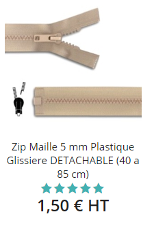 Zip Maille 5 mm Plastique
Glissiere DETACHABLE (40 a
85 cm)
1,50 € HT